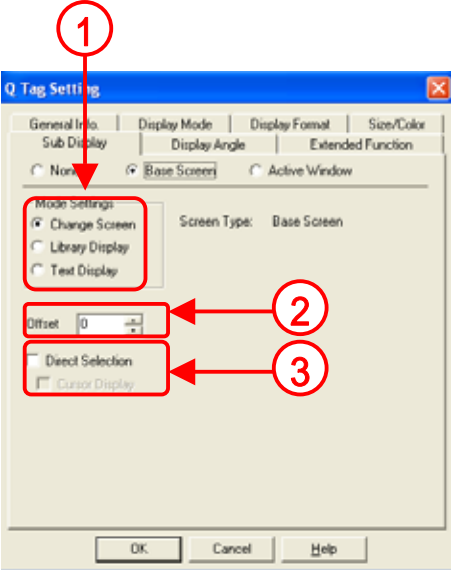 1
Q Tag Setting
General Info. Display Mode Display Format Size/Color
Sub Display Display Angle Extended Function
None Base Screen Active Window
Mode Settings
Change Screen Screen Type: Base Screen
Library Display
Text Display
2
Offset 0
3
Direct Selection
Cursor Display
OK Cancel Help